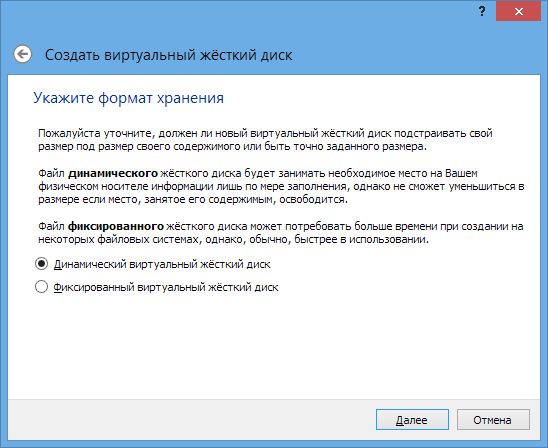 ?
Создать виртуальный жёсткий диск
Укажите формат хранения
Пожалуйста уточните, должен ли новый виртуальный жёсткий диск подстраивать свой
размер под размер своего содержимого или быть точно заданного размера.
Файл динамического жёсткого диска будет занимать необходимое место на Вашем
физическом носителе информации лишь по мере заполнения, однако не сможет уменьшиться в
размере если место, занятое его содержимым, освободится.
Файл фиксированного жёсткого диска может потребовать больше времени при создании на
некоторых файловых системах, однако, обычно, быстрее в использовании.
Динамический виртуальный жёсткий диск
Фиксированный виртуальный жёсткий диск
Далее
Отмена